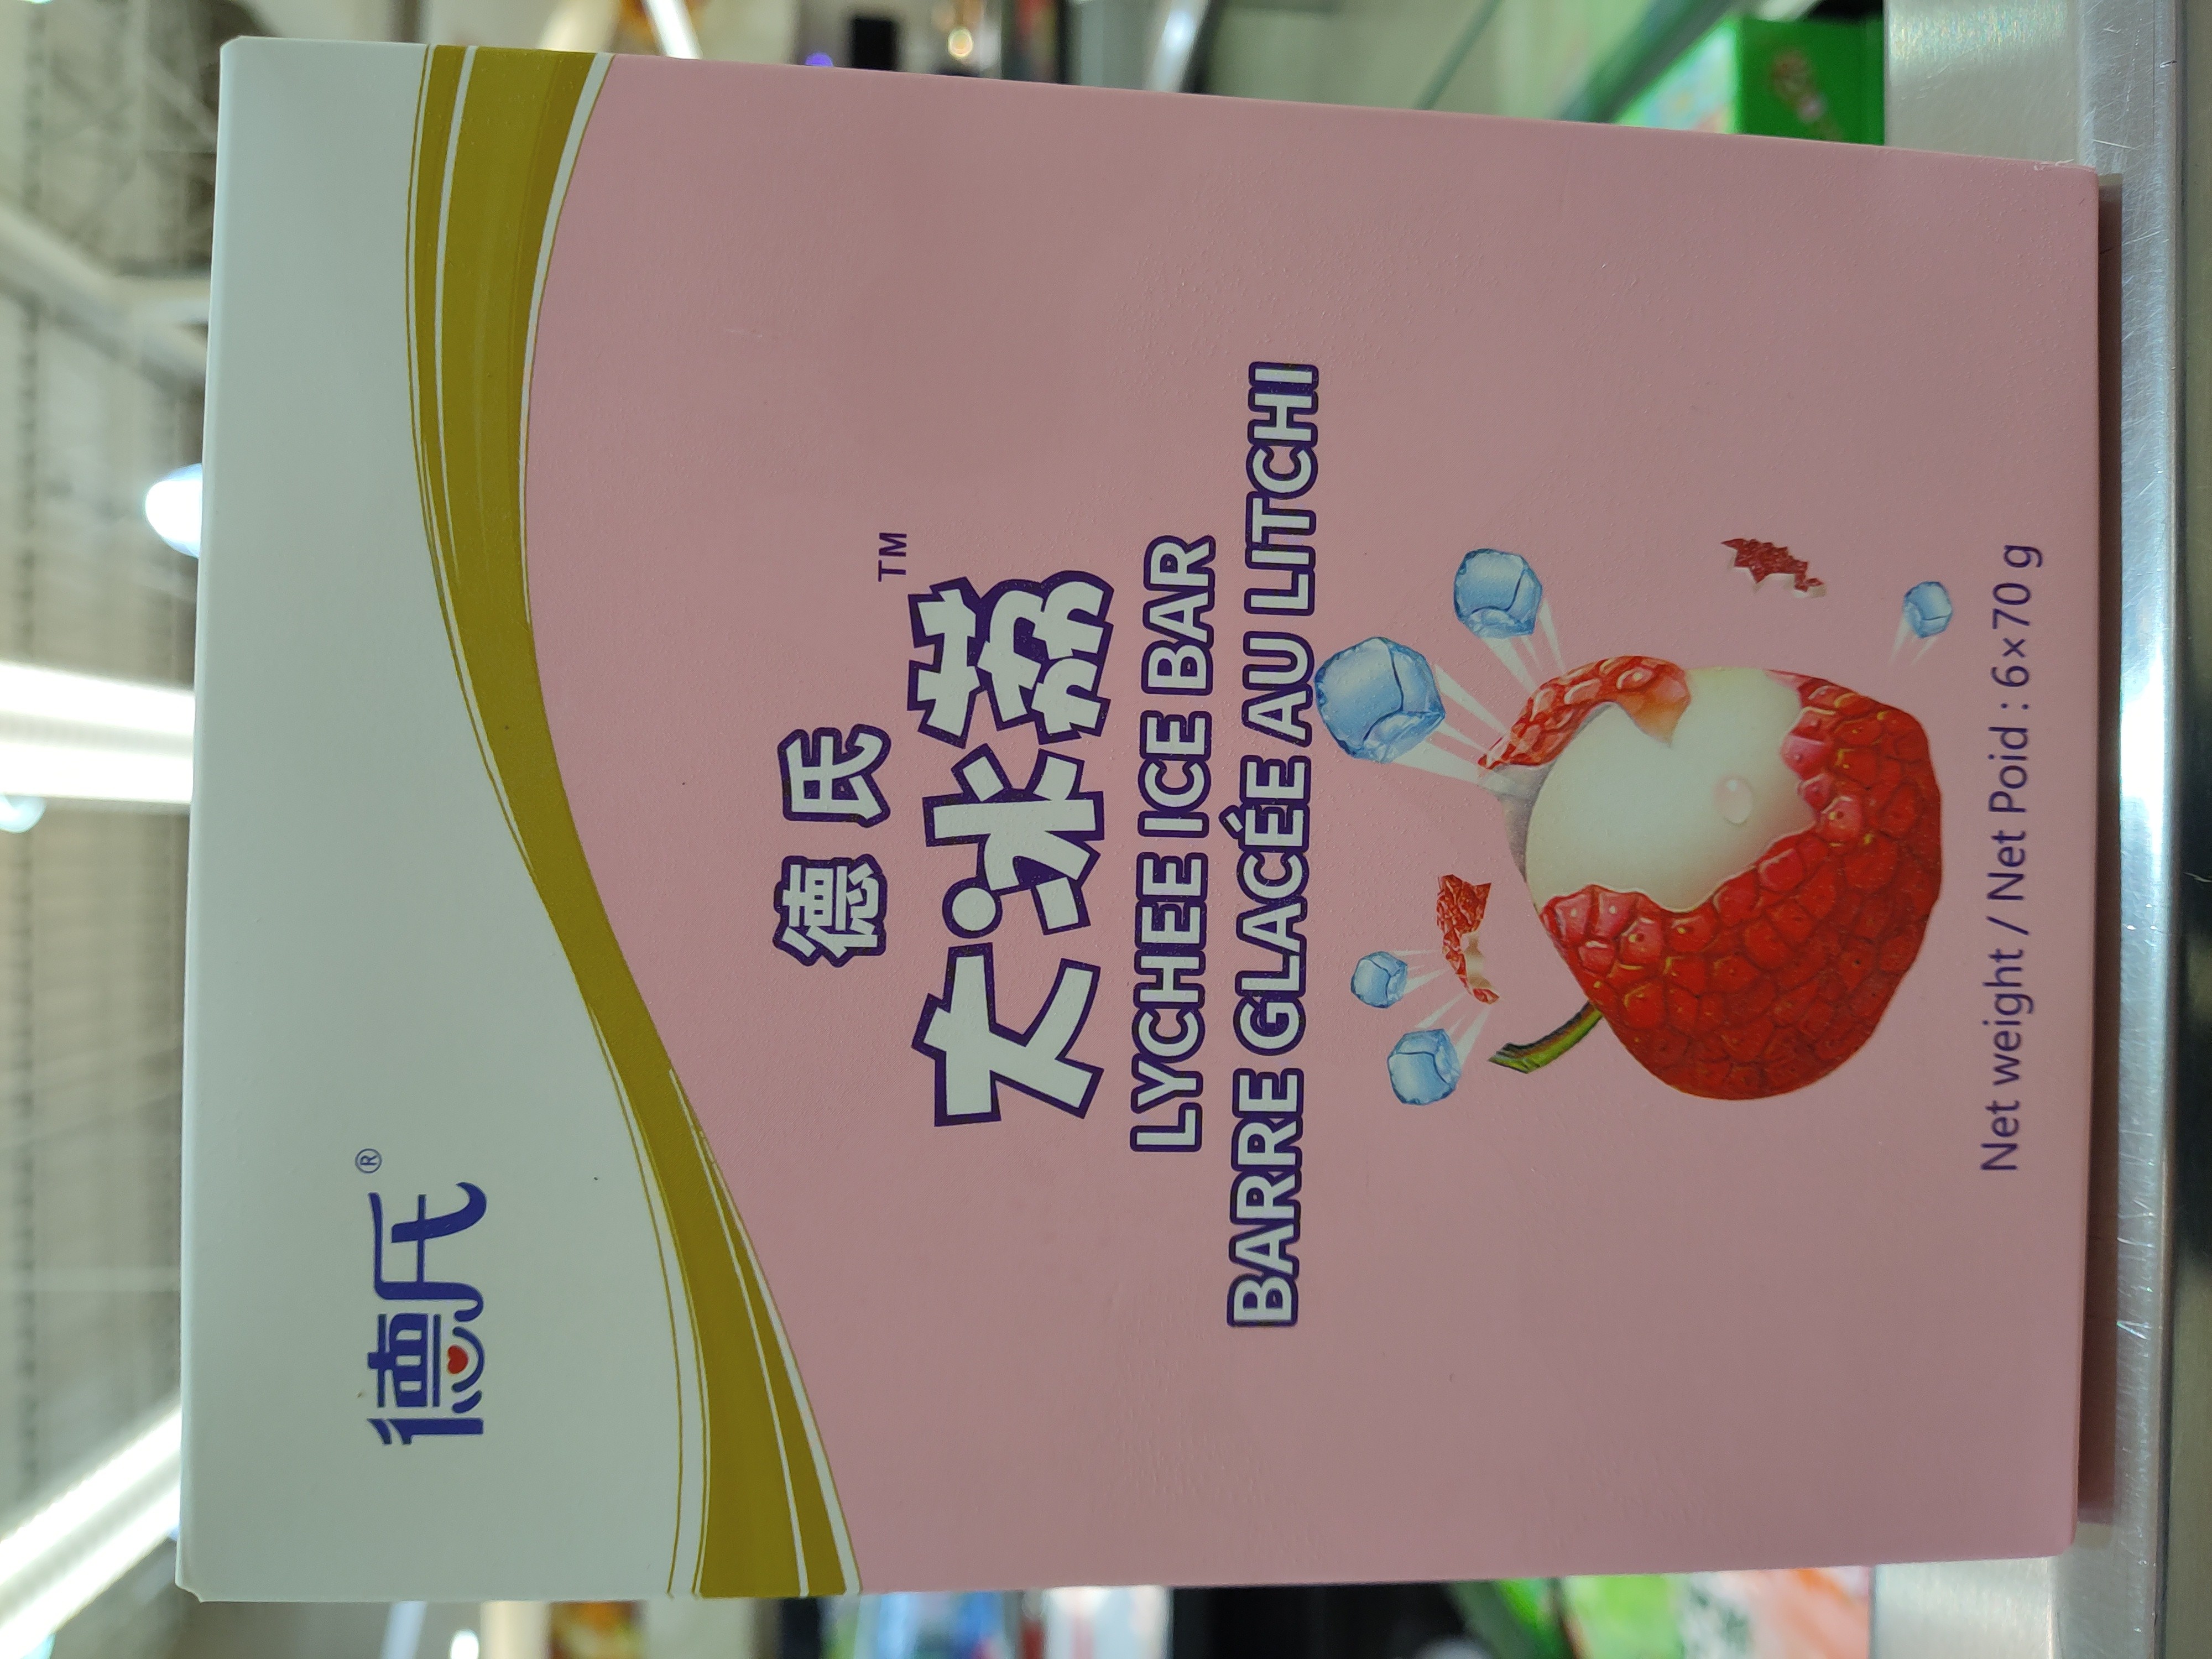 德氏®
德氏
大冰荔™
LYCHEE ICE BAR
BARRE GLACÉE AU LITCHI
Net weight / Net Poid : 6×70 g